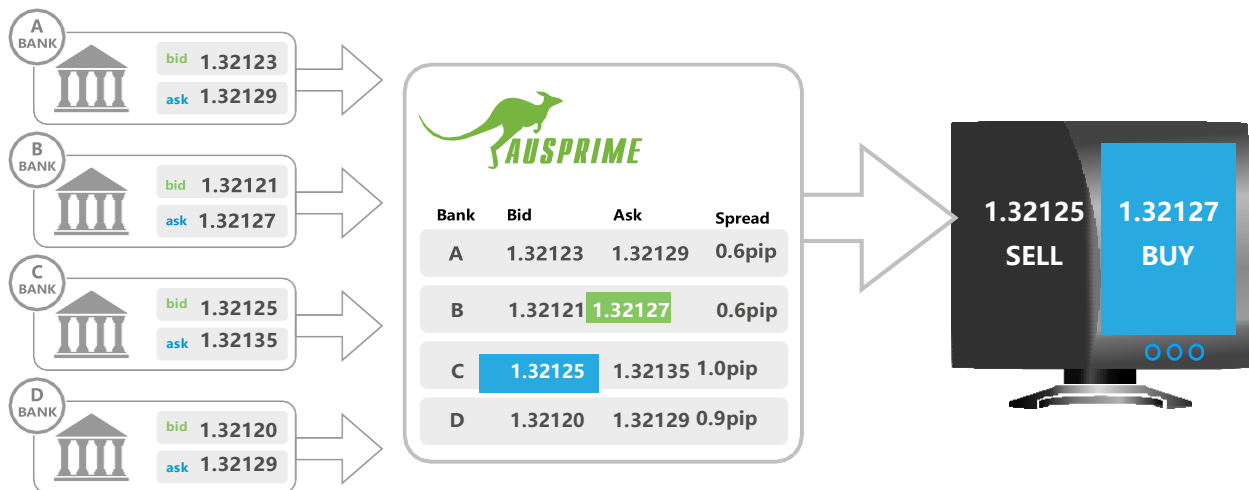 A
BANK
bid 1.32123
ask 1.32129
B
BANK
bid 1.32121
ask 1.32127
C
BANK
bid 1.32125
ask 1.32135
D
BANK
bid 1.32120
ask 1.32129
AUSPRIME
Bank Bid Ask Spread
A 1.32123 1.32129 0.6pip
B 1.32121 1.32127 0.6pip
C 1.32125 1.32135 1.0pip
D 1.32120 1.32129 0.9pip
1.32125 1.32127
SELL BUY